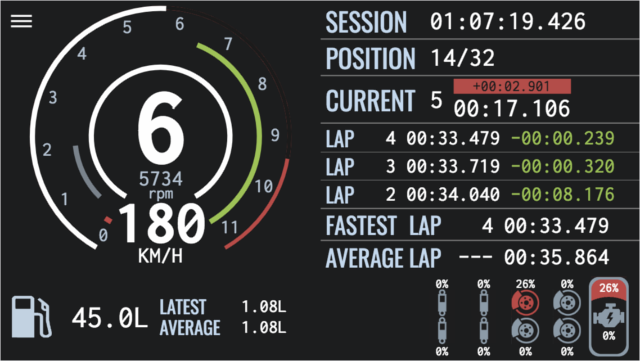 SESSION 01:07:19.426
POSITION 14/32
+00:02.901
CURRENT 5 00:17.106
LAP 4 00:33.479 -00:00.239
LAP 3 00:33.719 -00:00.320
LAP 2 00:34.040 -00:08.176
FASTEST LAP 4 00:33.479
AVERAGE LAP --- 00:35.864
0 1 2 3 4 5 6 7 8 9 10 11
6
5734
rpm
180
KM/H
45.0L
LATEST 1.08L
AVERAGE 1.08L
0% 0% 26% 0% 26%
0%
0% 0% 0% 0%